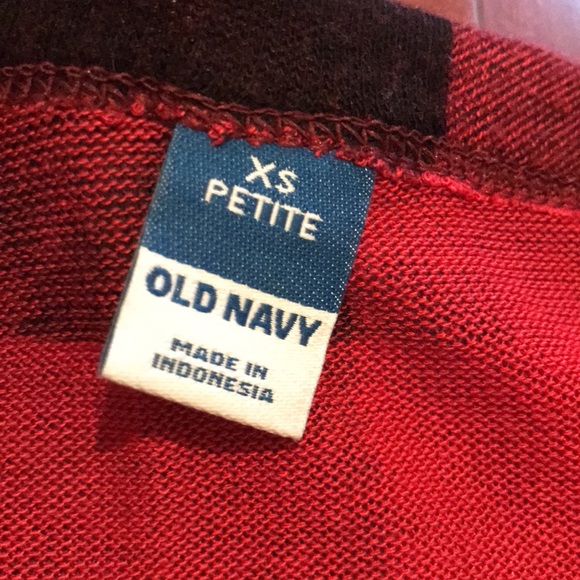 XS
PETITE
OLD NAVY
MADE IN
INDONESIA